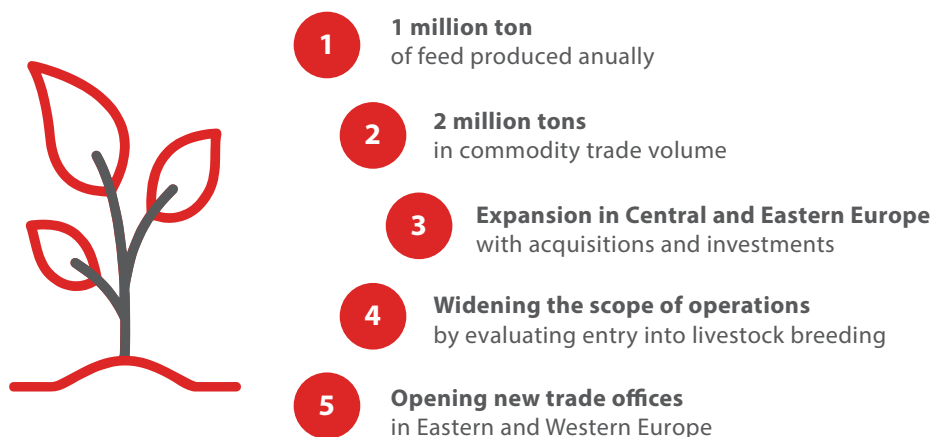 1
1 million ton
of feed produced anually
2
2 million tons
in commodity trade volume
3
Expansion in Central and Eastern Europe
with acquisitions and investments
4
Widening the scope of operations
by evaluating entry into livestock breeding
5
Opening new trade offices
in Eastern and Western Europe